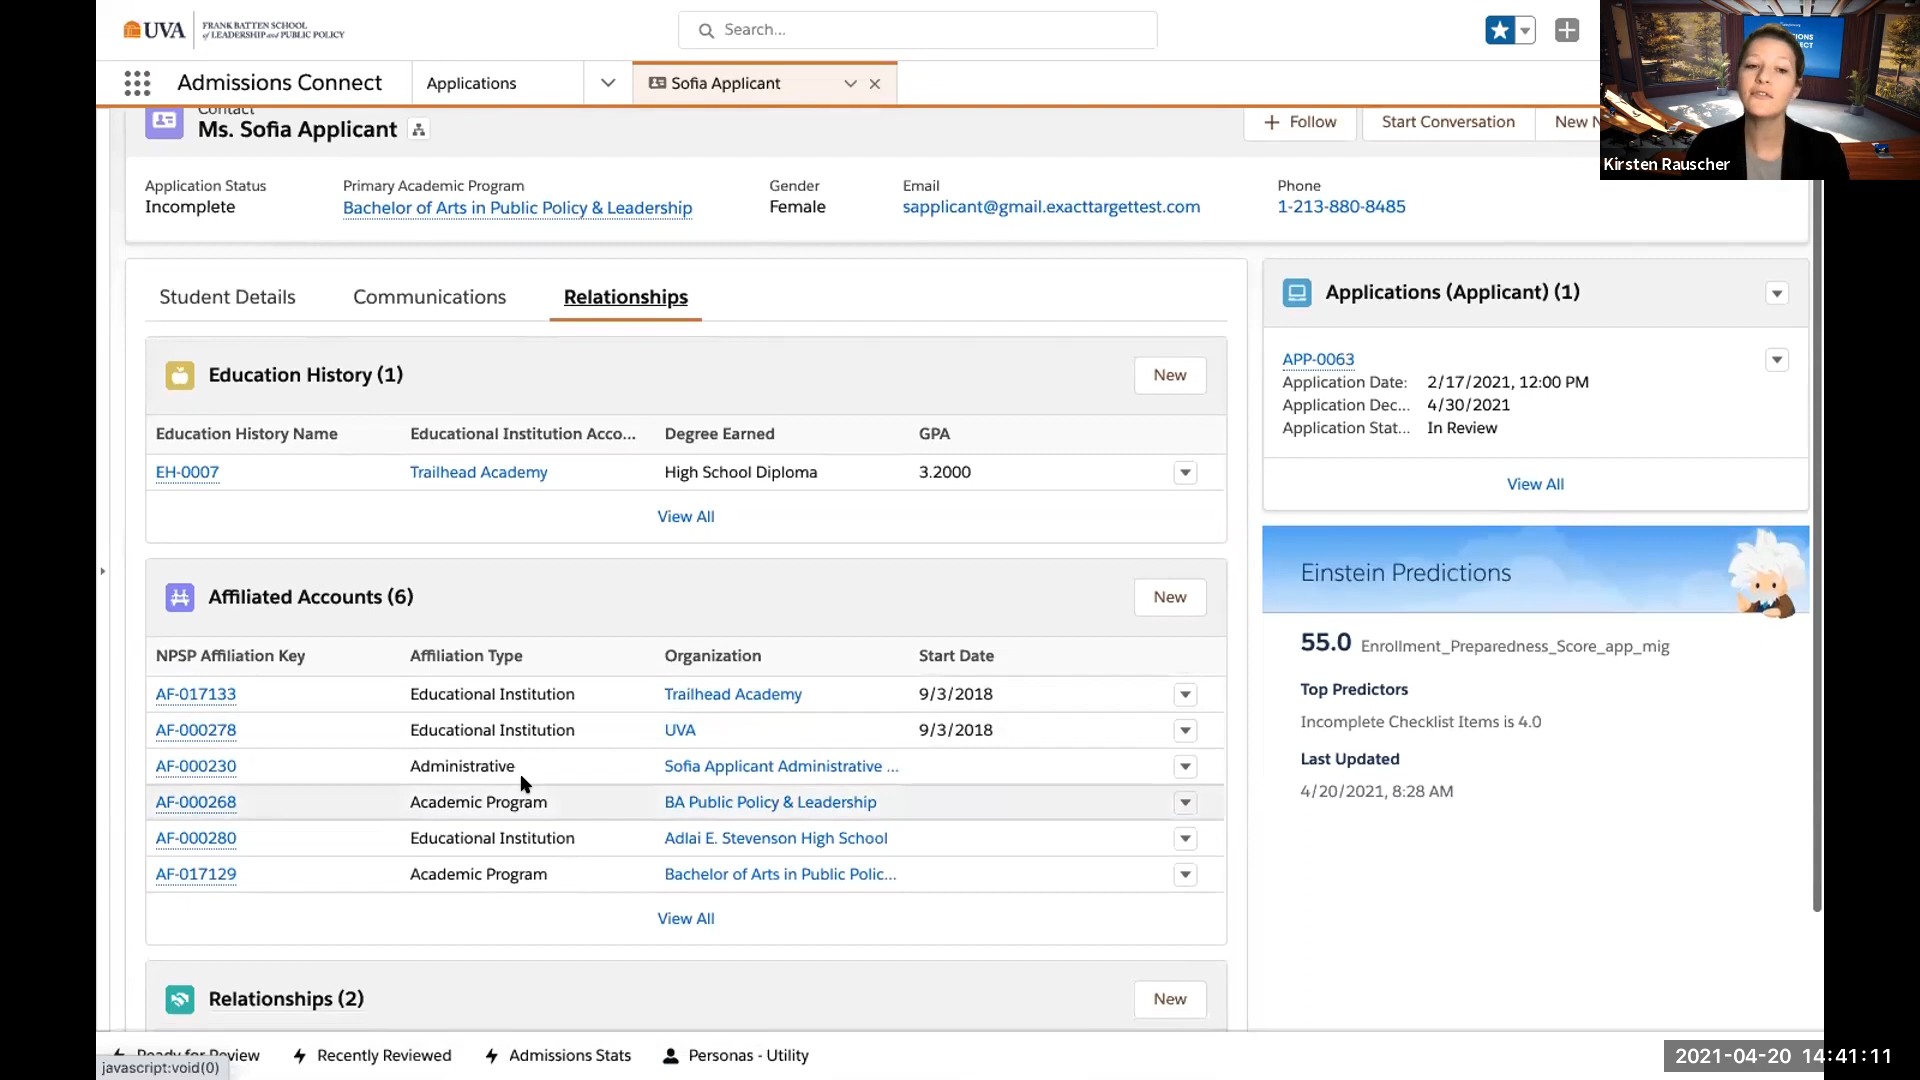 UVA FRANK BATTEN SCHOOL
of LEADERSHIP and PUBLIC POLICY
Search...
Admissions Connect
Applications
Sofia Applicant
Contact
Ms. Sofia Applicant
Follow
Start Conversation
New N
Kirsten Rauscher
Application Status
Incomplete
Primary Academic Program
Bachelor of Arts in Public Policy & Leadership
Gender
Female
Email
sapplicant@gmail.exacttargettest.com
Phone
1-213-880-8485
Student Details
Communications
Relationships
Education History (1)
New
Education History Name Educational Institution Acco... Degree Earned GPA
EH-0007 Trailhead Academy High School Diploma 3.2000
View All
Affiliated Accounts (6)
New
NPSP Affiliation Key Affiliation Type Organization Start Date
AF-017133 Educational Institution Trailhead Academy 9/3/2018
AF-000278 Educational Institution UVA 9/3/2018
AF-000230 Administrative Sofia Applicant Administrative ...
AF-000268 Academic Program BA Public Policy & Leadership
AF-000280 Educational Institution Adlai E. Stevenson High School
AF-017129 Academic Program Bachelor of Arts in Public Polic...
View All
Relationships (2)
New
Applications (Applicant) (1)
APP-0063
Application Date: 2/17/2021, 12:00 PM
Application Dec... 4/30/2021
Application Stat... In Review
View All
Einstein Predictions
55.0 Enrollment_Preparedness_Score_app_mig
Top Predictors
Incomplete Checklist Items is 4.0
Last Updated
4/20/2021, 8:28 AM
Ready for Review
Recently Reviewed
Admissions Stats
Personas - Utility
javascript:void(0)
2021-04-20 14:41:11